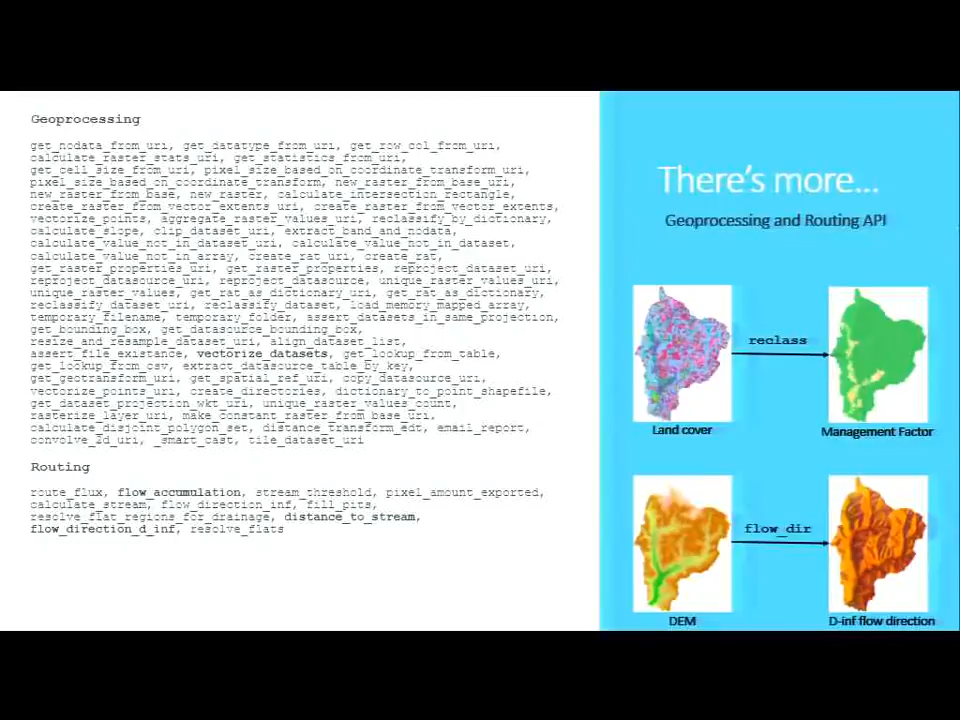 Geoprocessing
get_nodata_from_uri, get_datatype_from_uri, get_row_col_from_uri,
calculate_raster_stats_uri, get_statistics_from_uri,
get_cell_size_from_uri, pixel_size_based_on_coordinate_transform_uri,
pixel_size_based_on_coordinate_transform, new_raster_from_base_uri,
new_raster_from_base, new_raster, calculate_intersection_rectangle,
create_raster_from_vector_extents_uri, create_raster_from_vector_extents,
vectorize_points, aggregate_raster_values_uri, reclassify_by_dictionary,
calculate_slope, clip_dataset_uri, extract_band_and_nodata,
calculate_value_not_in_dataset_uri, calculate_value_not_in_dataset,
calculate_value_not_in_array, create_rat_uri, create_rat,
get_raster_properties_uri, get_raster_properties, reproject_dataset_uri,
reproject_datasource_uri, reproject_datasource, unique_raster_values_uri,
unique_raster_values, get_rat_as_dictionary_uri, get_rat_as_dictionary,
reclassify_dataset_uri, reclassify_dataset, load_memory_mapped_array,
temporary_filename, temporary_folder, assert_datasets_in_same_projection,
get_bounding_box, get_datasource_bounding_box,
resize_and_resample_dataset_uri, align_dataset_list,
assert_file_existance, vectorize_datasets, get_lookup_from_table,
get_lookup_from_csv, extract_datasource_table_by_key,
get_geotransform_uri, get_spatial_ref_uri, copy_datasource_uri,
vectorize_points_uri, create_directories, dictionary_to_point_shapefile,
get_dataset_projection_wkt_uri, unique_raster_values_count,
rasterize_layer_uri, make_constant_raster_from_base_uri,
calculate_disjoint_polygon_set, distance_transform_edt, email_report,
convolve_2d_uri, _smart_cast, tile_dataset_uri
Routing
route_flux, flow_accumulation, stream_threshold, pixel_amount_exported,
calculate_stream, flow_direction_inf, fill_pits,
resolve_flat_regions_for_drainage, distance_to_stream,
flow_direction_d_inf, resolve_flats
There's more...
Geoprocessing and Routing API
reclass
Land cover
Management Factor
flow_dir
DEM
D-inf flow direction